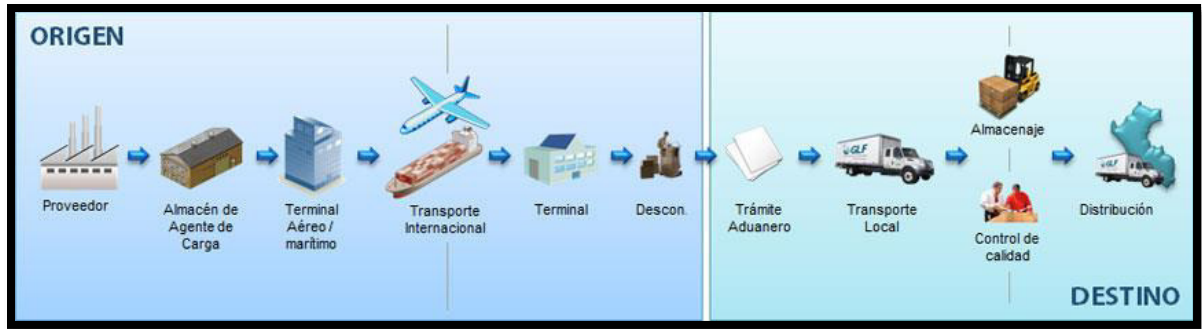 ORIGEN
Proveedor
Almacén de
Agente de
Carga
Terminal
Aéreo /
marítimo
Transporte
Internacional
Terminal
Descon.
Trámite
Aduanero
GLF
Transporte
Local
Almacenaje
Control de
calidad
GLF
Distribución
DESTINO